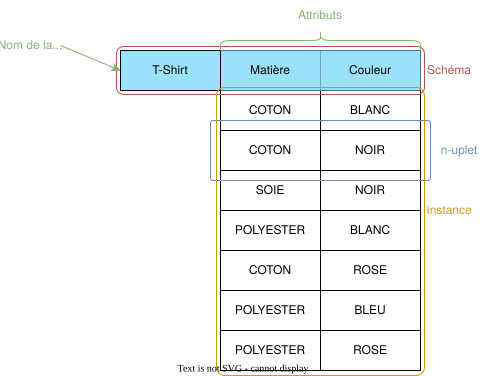 Attributs
Nom de la...
T-Shirt Matière Couleur Schéma
COTON BLANC
COTON NOIR n-uplet
SOIE NOIR
Instance
POLYESTER BLANC
COTON ROSE
POLYESTER BLEU
POLYESTER ROSE
Text is not SVG - cannot display